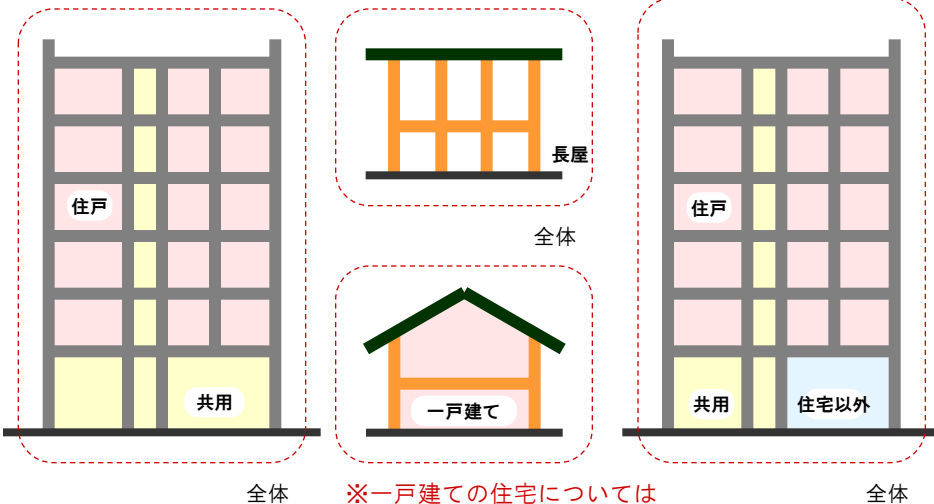 住戸
共用
全体
長屋
全体
一戸建て
※一戸建ての住宅については
住戸
共用
住宅以外
全体